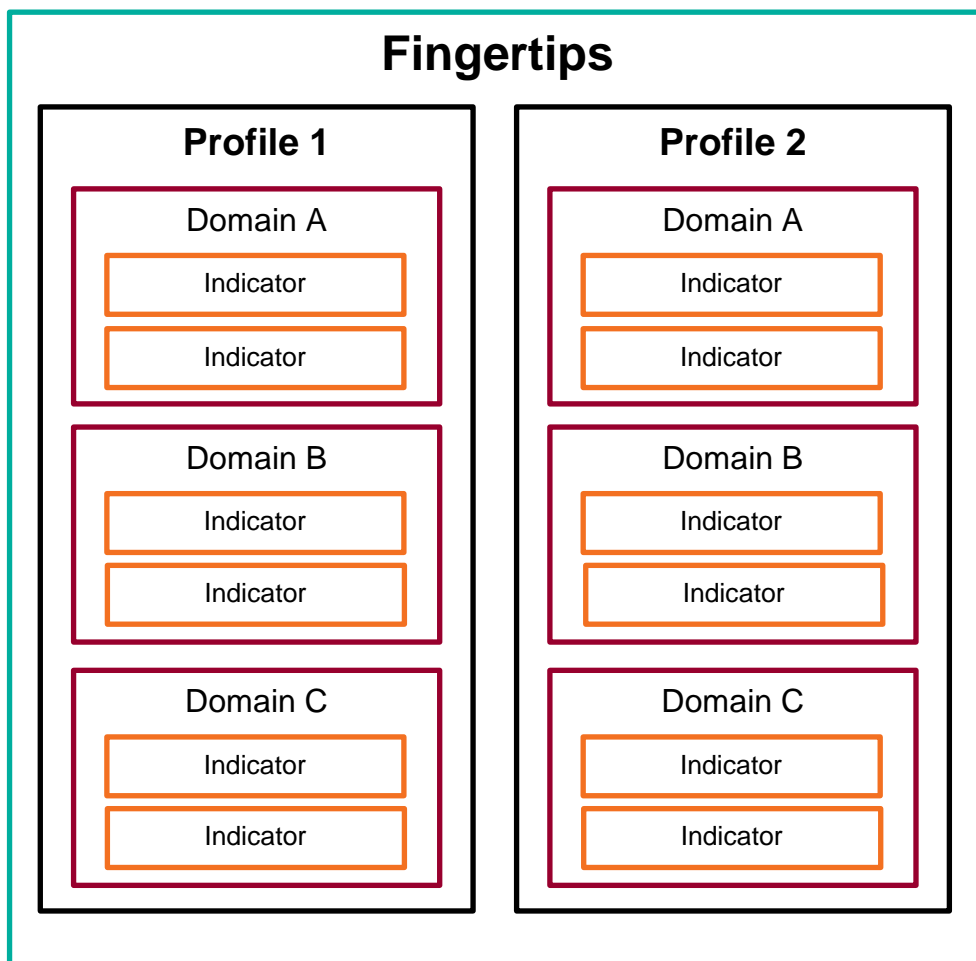 Fingertips
Profile 1
Domain A
Indicator
Indicator
Domain B
Indicator
Indicator
Domain C
Indicator
Indicator
Profile 2
Domain A
Indicator
Indicator
Domain B
Indicator
Indicator
Domain C
Indicator
Indicator